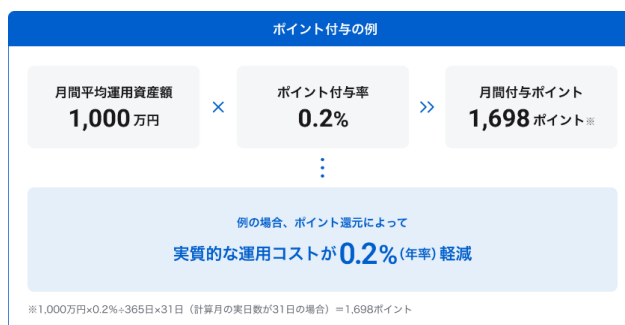 ポイント付与の例
月間平均運用資産額
1,000万円
×
ポイント付与率
0.2%
››
月間付与ポイント
1,698ポイント※
例の場合、ポイント還元によって
実質的な運用コストが0.2%(年率)軽減
※1,000万円×0.2%÷365日×31日（計算月の実日数が31日の場合）＝1,698ポイント